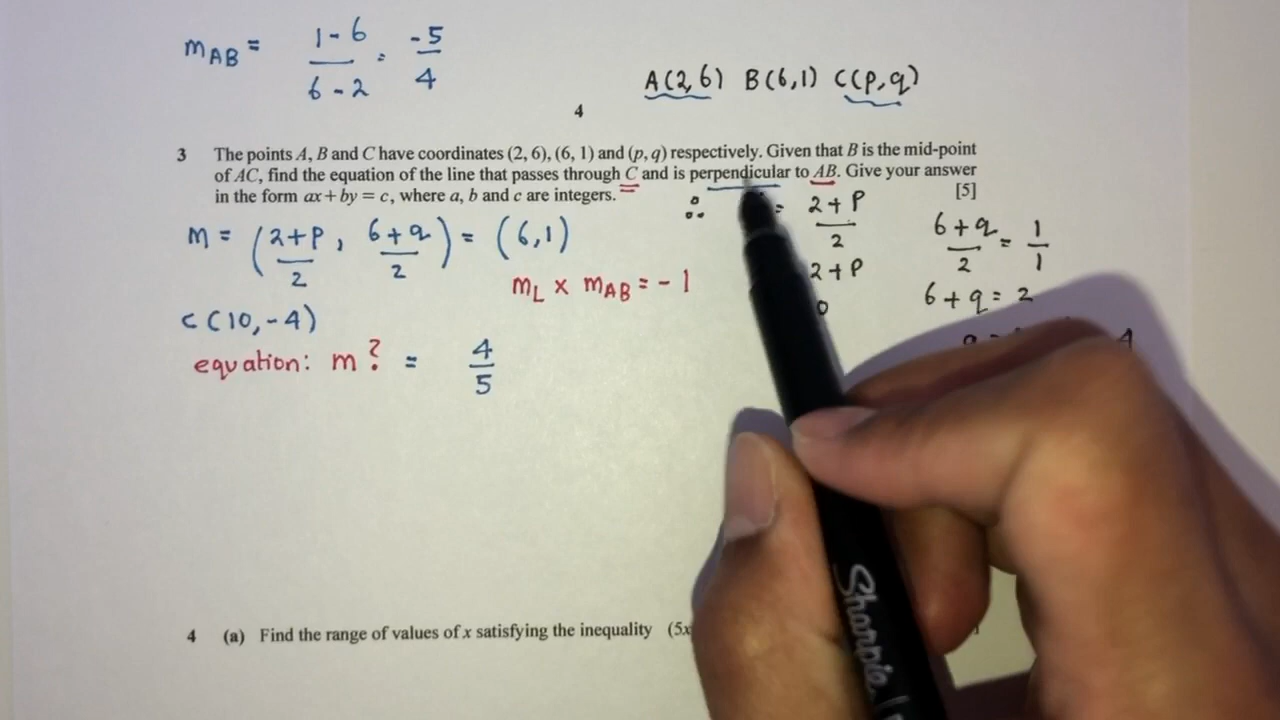 m_AB = (1 - 6)/(6 - 2) = -5/4
A(2,6) B(6,1) C(p,q)
4
3 The points A, B and C have coordinates (2, 6), (6, 1) and (p, q) respectively. Given that B is the mid-point
of AC, find the equation of the line that passes through C and is perpendicular to AB. Give your answer
in the form ax + by = c, where a, b and c are integers. [5]
M = ((2+p)/2, (6+q)/2) = (6,1)
∴ = (2+p)/2
2+p
(6+q)/2 = 1/1
6+q = 2
m_L × m_AB = -1
C(10,-4)
equation: m? = 4/5
4 (a) Find the range of values of x satisfying the inequality (5x
Sharpie